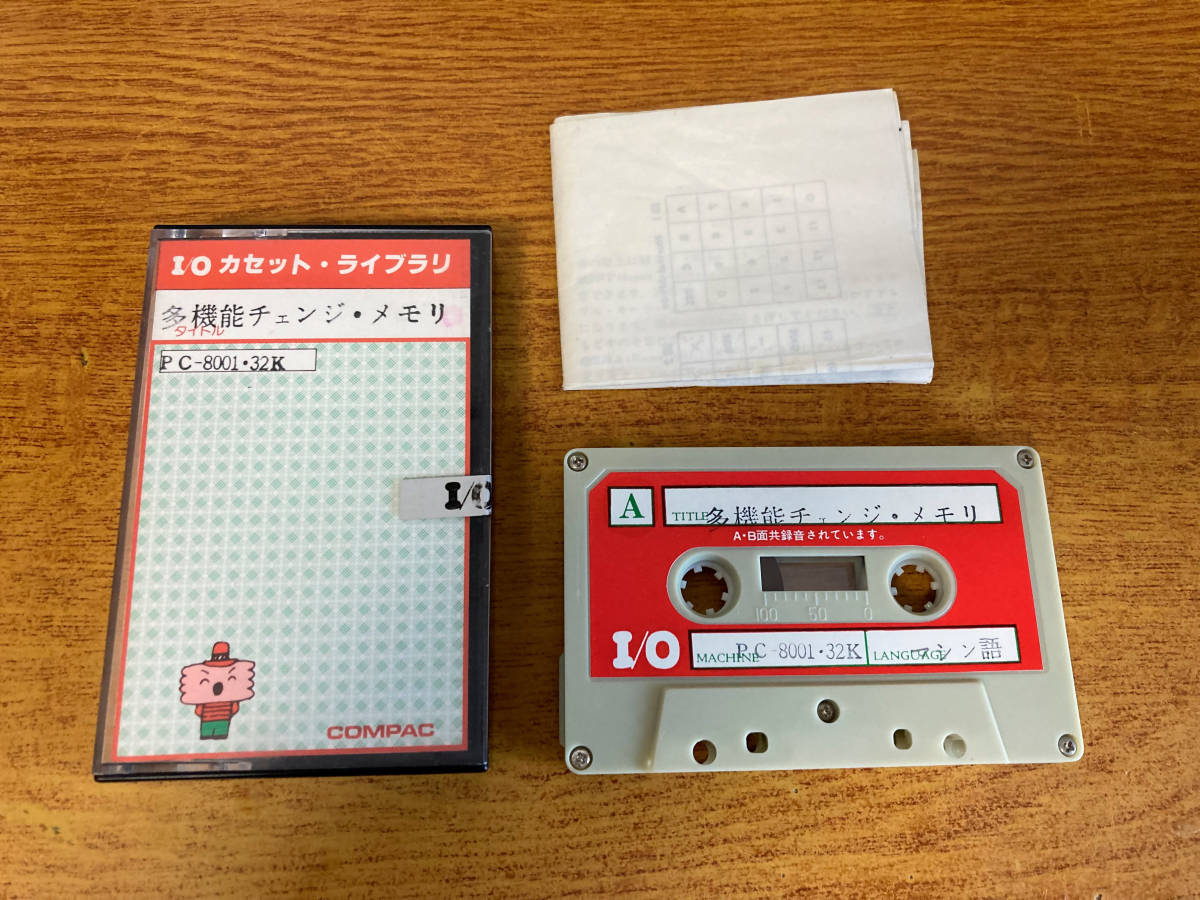 I/O カセット・ライブラリ
多機能チェンジ・メモリ
タイトル
PC-8001・32K
I/O
COMPAC
A
TITLE 多機能チェンジ・メモリ
A・B面共録音されています。
100 50 0
I/O
MACHINE PC-8001・32K
LANGUAGE マシン語